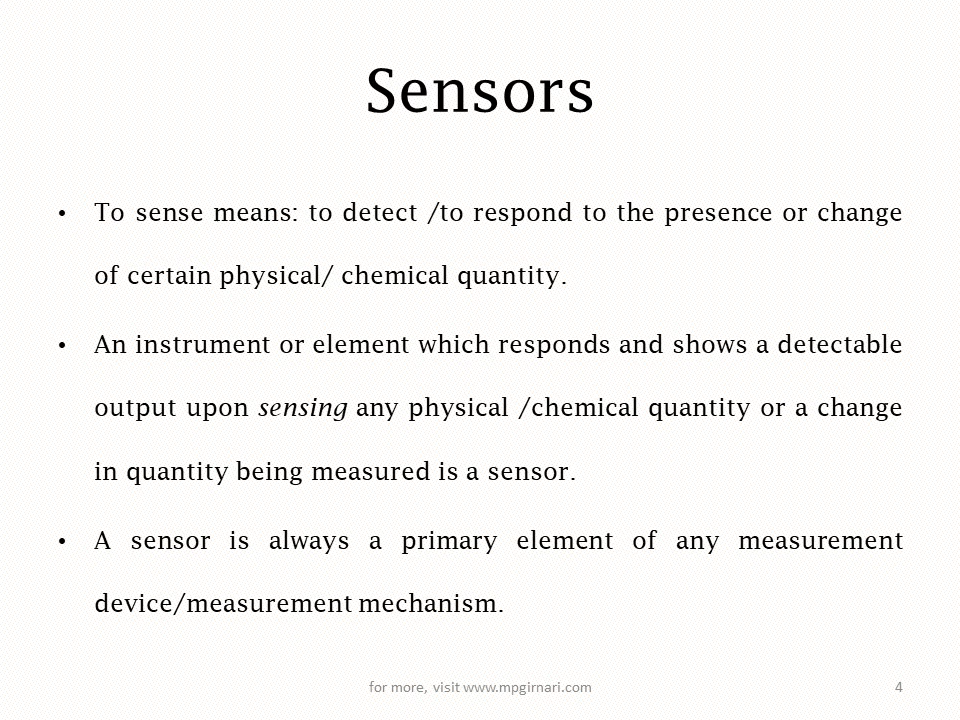 Sensors
• To sense means: to detect /to respond to the presence or change
of certain physical/ chemical quantity.
• An instrument or element which responds and shows a detectable
output upon sensing any physical /chemical quantity or a change
in quantity being measured is a sensor.
• A sensor is always a primary element of any measurement
device/measurement mechanism.
for more, visit www.mpgirnari.com 4